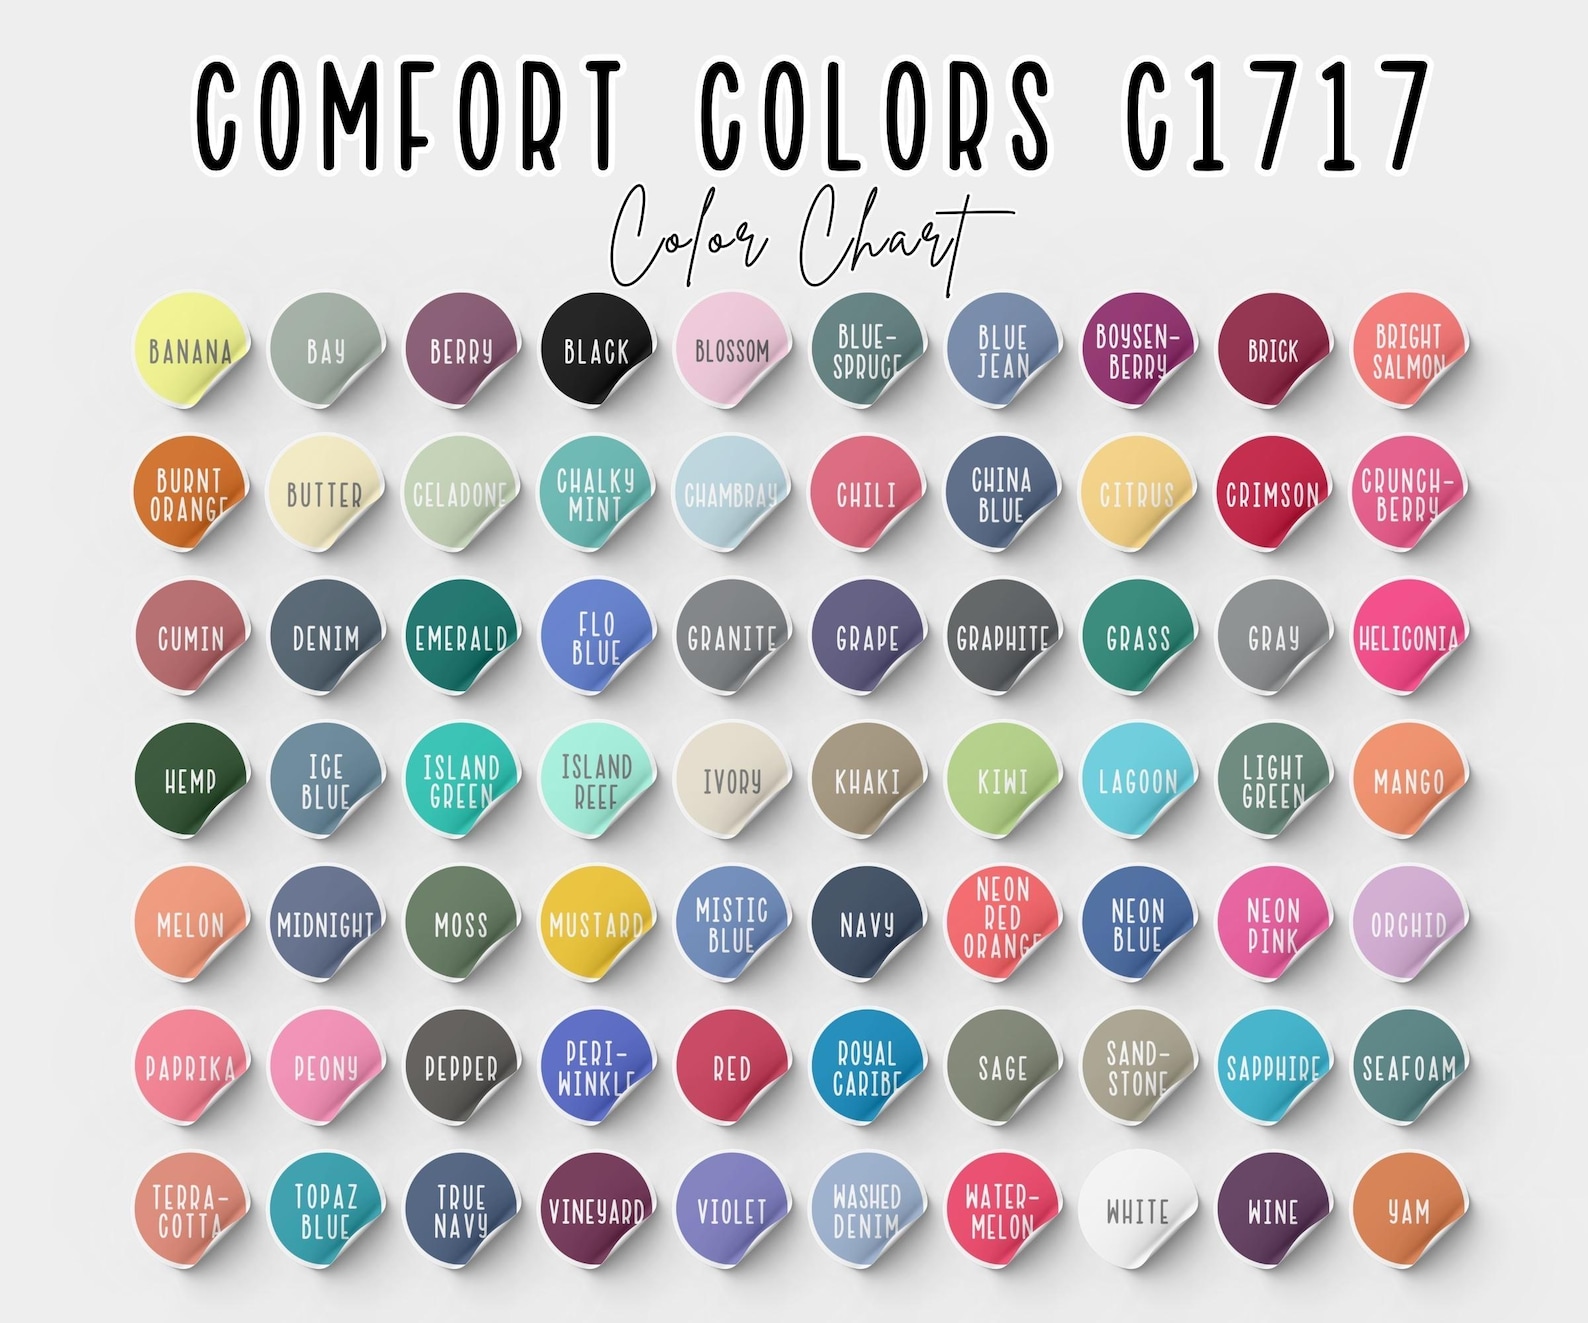 COMFORT COLORS C1717
Color Chart
BANANA
BAY
BERRY
BLACK
BLOSSOM
BLUE-
SPRUCE
BLUE
JEAN
BOYSEN-
BERRY
BRICK
BRIGHT
SALMON
BURNT
ORANGE
BUTTER
CELADONE
CHALKY
MINT
CHAMBRAY
CHILI
CHINA
BLUE
CITRUS
CRIMSON
CRUNCH-
BERRY
CUMIN
DENIM
EMERALD
FLO
BLUE
GRANITE
GRAPE
GRAPHITE
GRASS
GRAY
HELICONIA
HEMP
ICE
BLUE
ISLAND
GREEN
ISLAND
REEF
IVORY
KHAKI
KIWI
LAGOON
LIGHT
GREEN
MANGO
MELON
MIDNIGHT
MOSS
MUSTARD
MISTIC
BLUE
NAVY
NEON
RED
ORANGE
NEON
BLUE
NEON
PINK
ORCHID
PAPRIKA
PEONY
PEPPER
PERI-
WINKLE
RED
ROYAL
CARIBE
SAGE
SAND-
STONE
SAPPHIRE
SEAFOAM
TERRA-
COTTA
TOPAZ
BLUE
TRUE
NAVY
VINEYARD
VIOLET
WASHED
DENIM
WATER-
MELON
WHITE
WINE
YAM